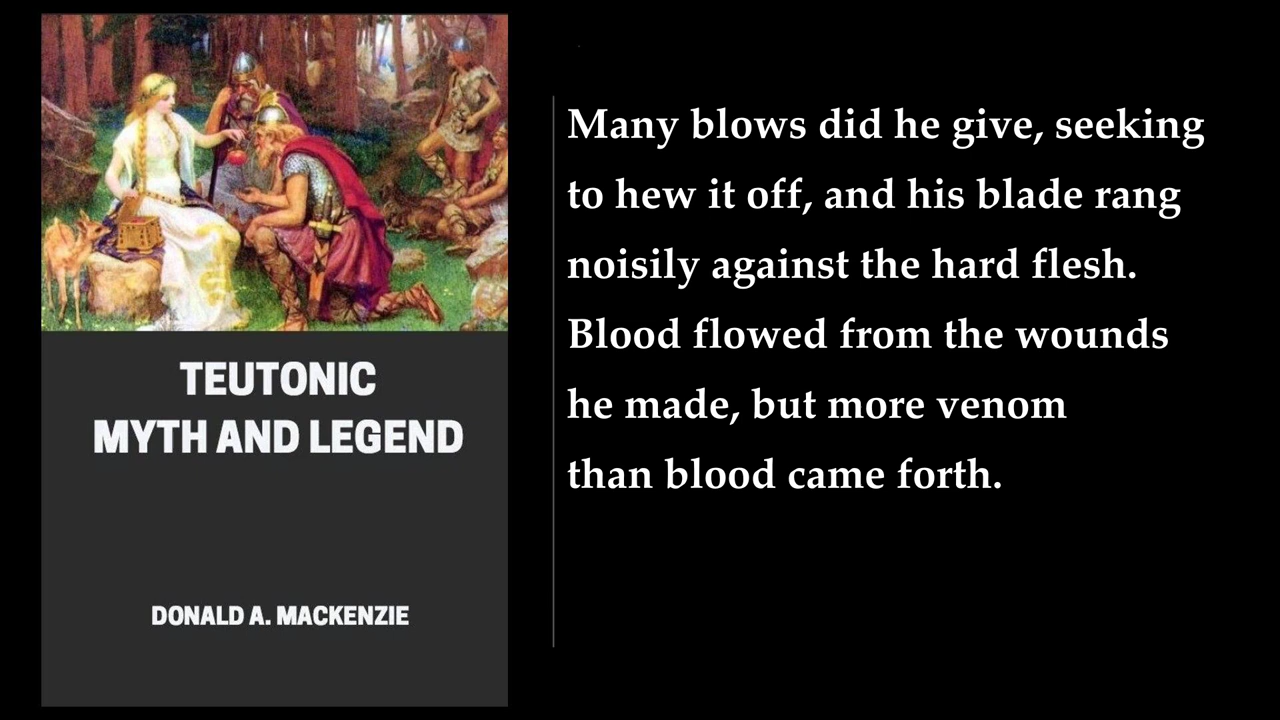 TEUTONIC
MYTH AND LEGEND
DONALD A. MACKENZIE
Many blows did he give, seeking
to hew it off, and his blade rang
noisily against the hard flesh.
Blood flowed from the wounds
he made, but more venom
than blood came forth.